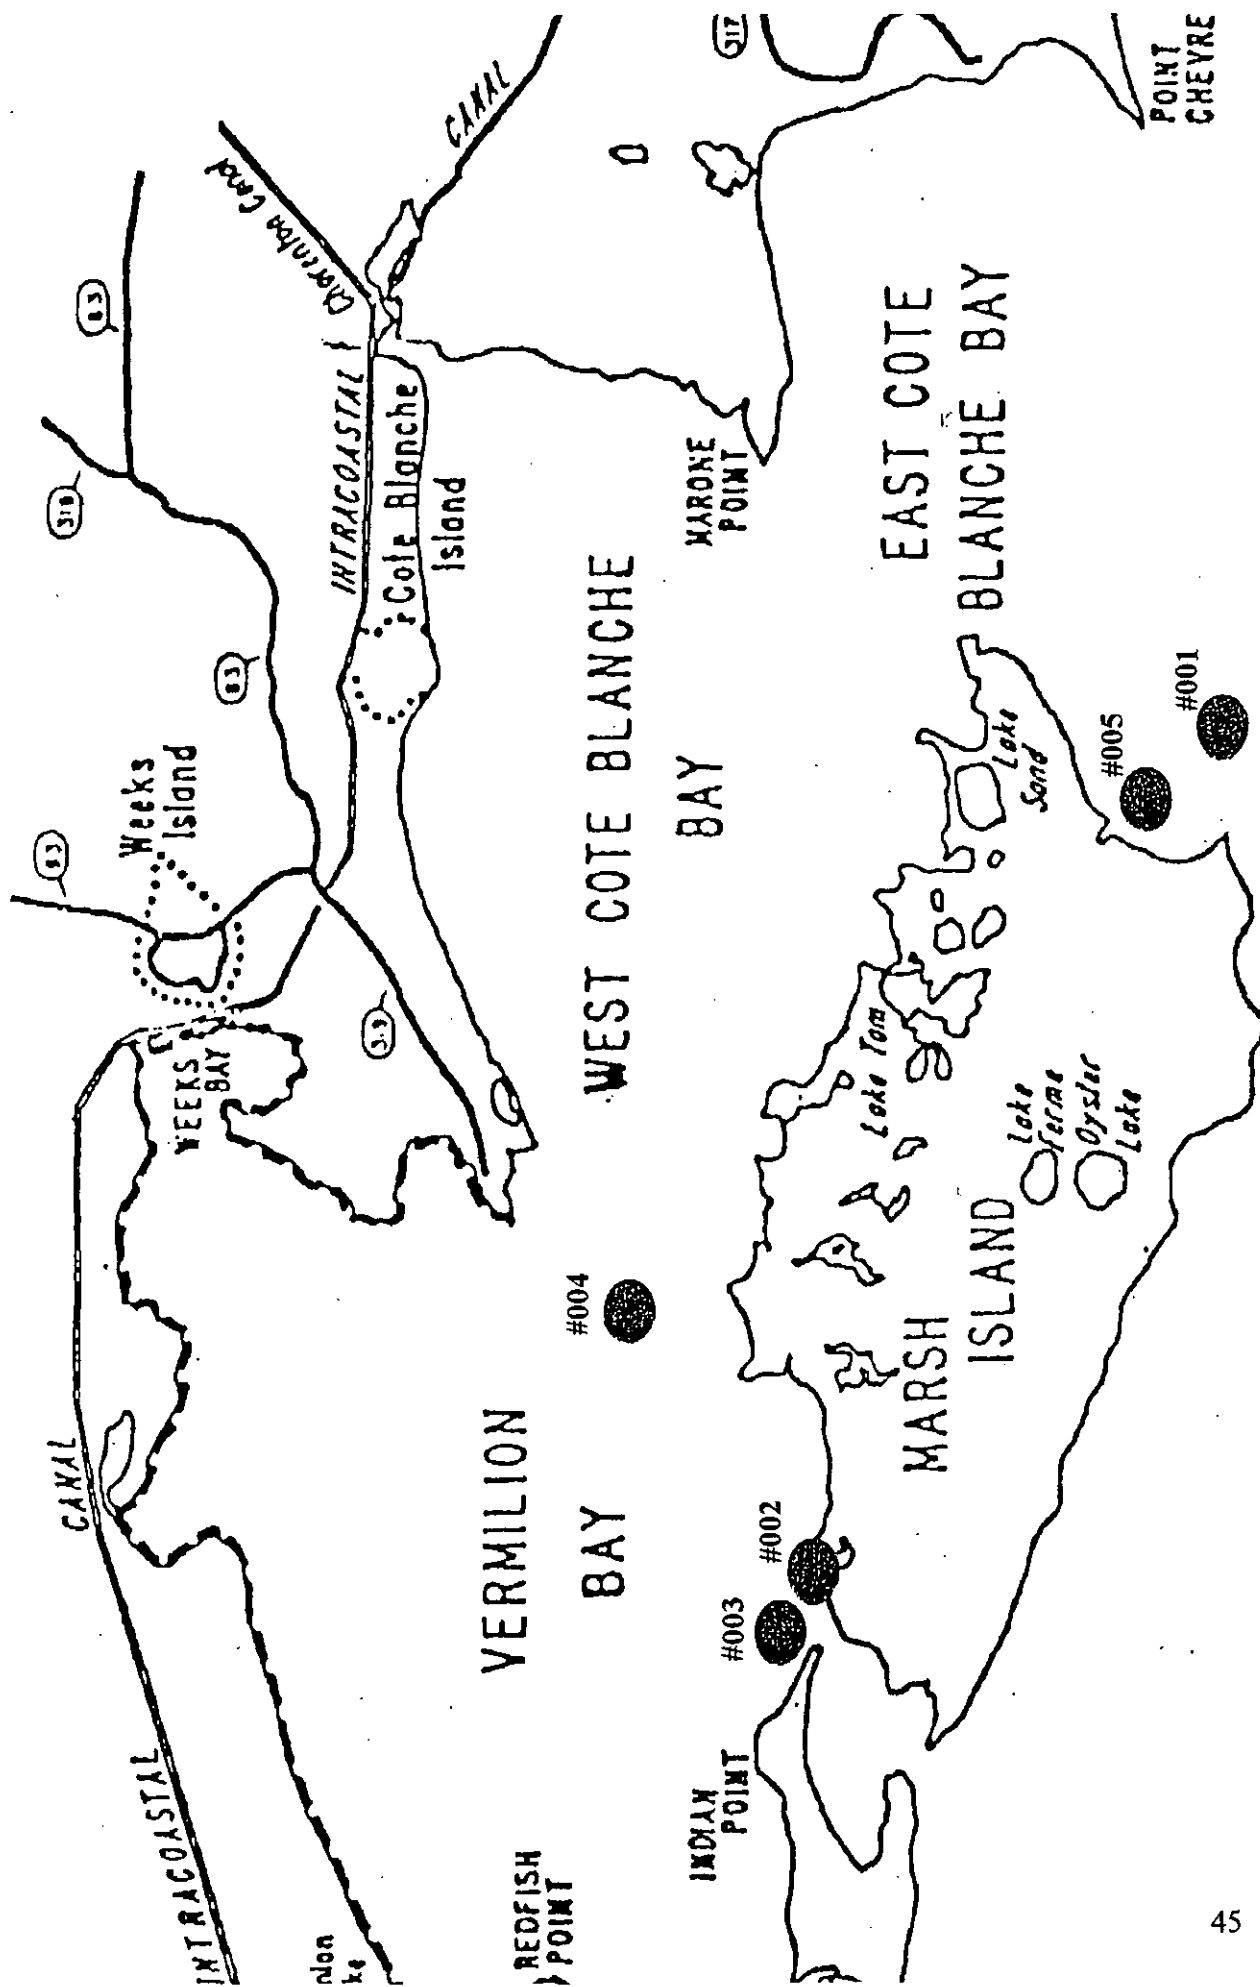 INTRACOASTAL
CANAL
WEEKS
BAY
Weeks
Island
83
83
318
83
319
INTRACOASTAL
Charenton Canal
CANAL
Cote Blanche
Island
317
REDFISH
POINT
VERMILION
BAY
#004
WEST COTE BLANCHE
BAY
MARONE
POINT
INDIAN
POINT
#003
#002
MARSH
ISLAND
Lake Tom
Lake
Ferme
Oyster
Lake
Lake
Sand
EAST COTE
BLANCHE BAY
#005
#001
POINT
CHEVRE
45